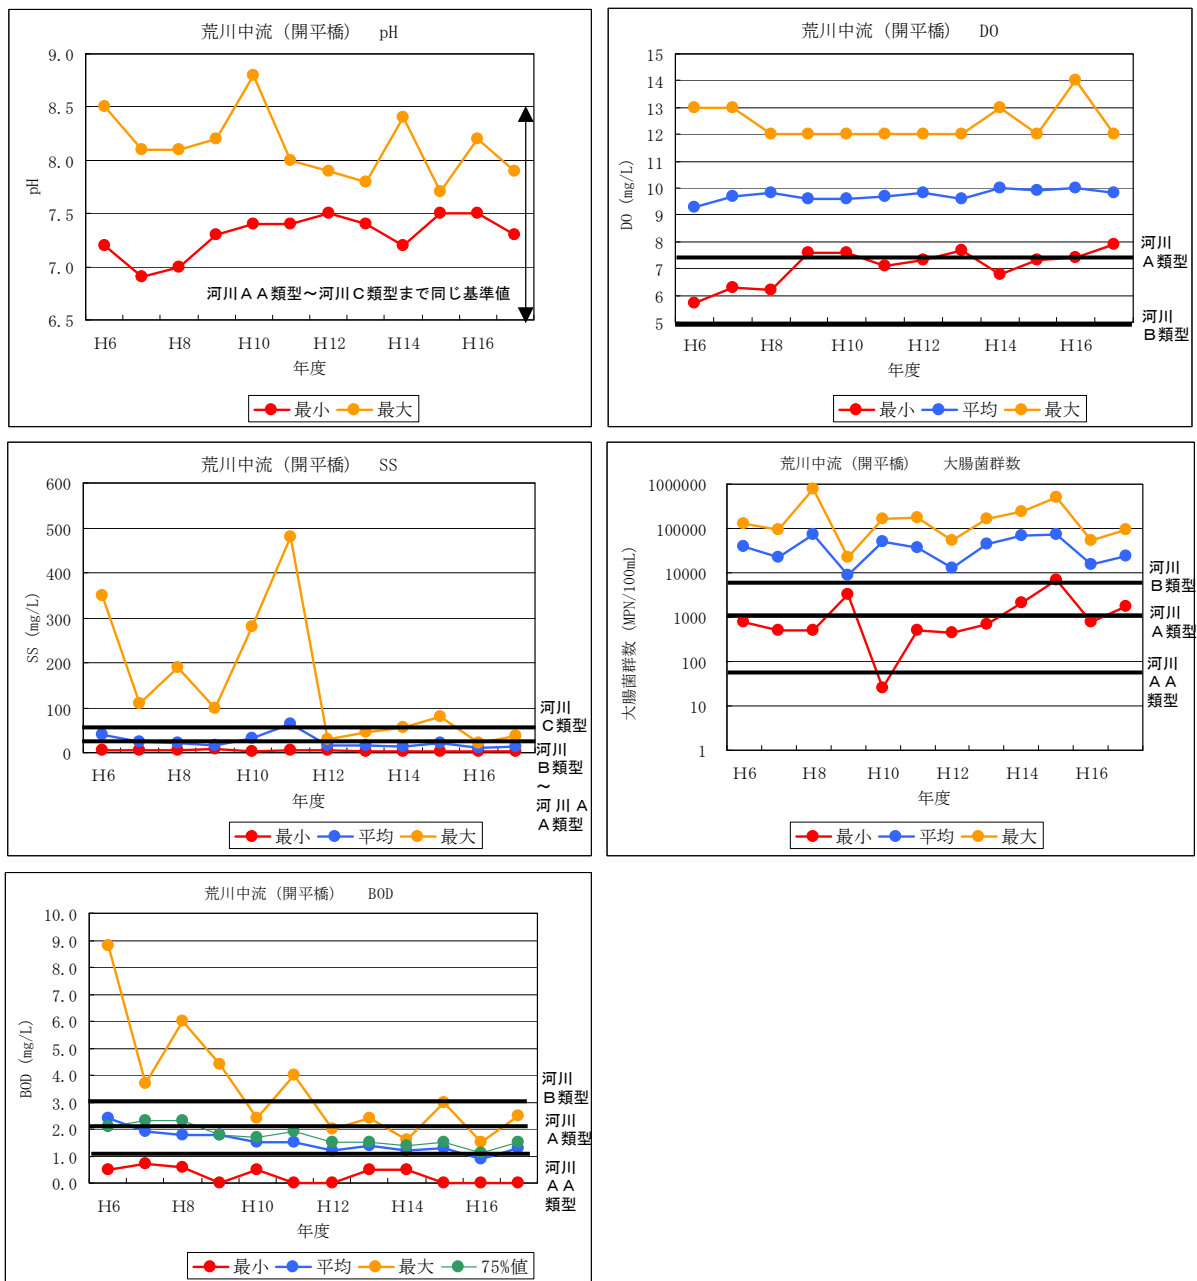 荒川中流 (開平橋)　pH
9.0
8.5
8.0
7.5
7.0
6.5
pH
河川ＡＡ類型～河川Ｃ類型まで同じ基準値
H6 H8 H10 H12 H14 H16
年度
最小 最大
荒川中流 (開平橋)　DO
15
14
13
12
11
10
9
8
7
6
5
DO (mg/L)
河川
Ａ類型
河川
Ｂ類型
H6 H8 H10 H12 H14 H16
年度
最小 平均 最大
荒川中流 (開平橋)　SS
600
500
400
300
200
100
0
SS (mg/L)
河川
Ｃ類型
河川
Ｂ類型
～
河川Ａ
Ａ類型
H6 H8 H10 H12 H14 H16
年度
最小 平均 最大
荒川中流 (開平橋)　大腸菌群数
1000000
100000
10000
1000
100
10
1
大腸菌群数 (MPN/100mL)
河川
Ｂ類型
河川
Ａ類型
河川
ＡＡ
類型
H6 H8 H10 H12 H14 H16
年度
最小 平均 最大
荒川中流 (開平橋)　BOD
10.0
9.0
8.0
7.0
6.0
5.0
4.0
3.0
2.0
1.0
0.0
BOD (mg/L)
河川
Ｂ類型
河川
Ａ類型
河川
ＡＡ
類型
H6 H8 H10 H12 H14 H16
年度
最小 平均 最大 75%値